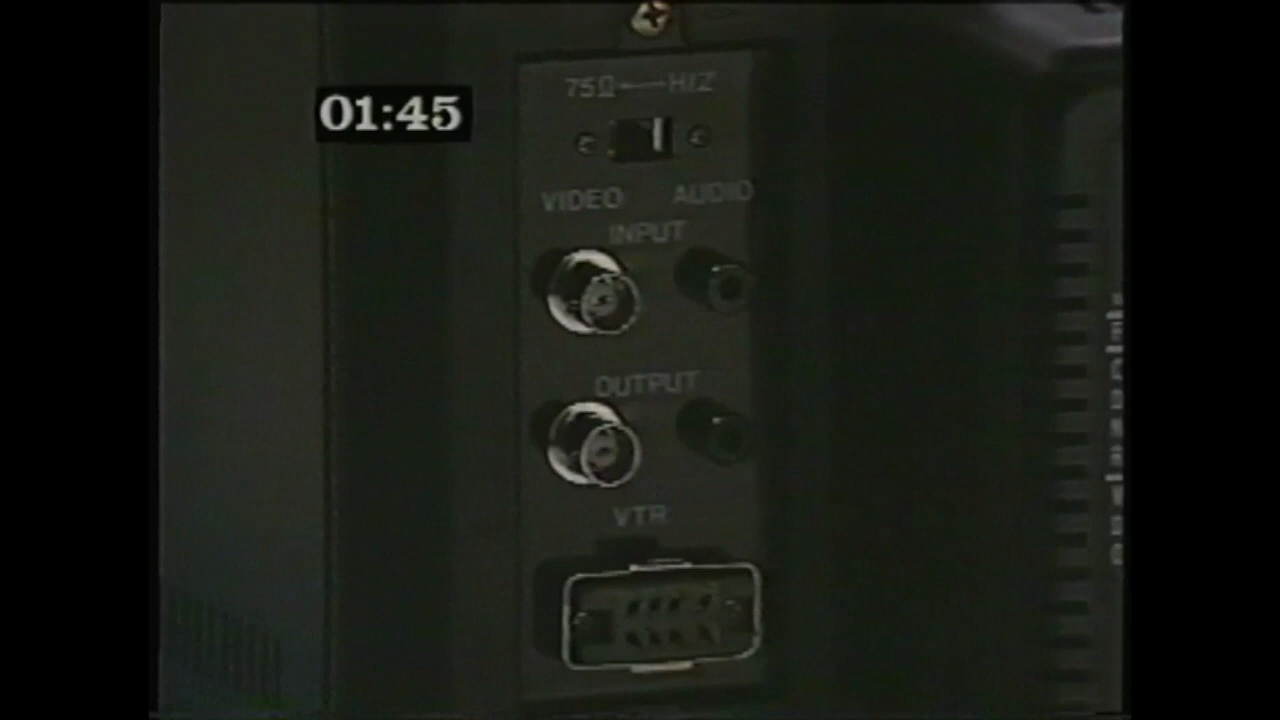 01:45
75Ω HIZ
VIDEO AUDIO
INPUT
OUTPUT
VTR